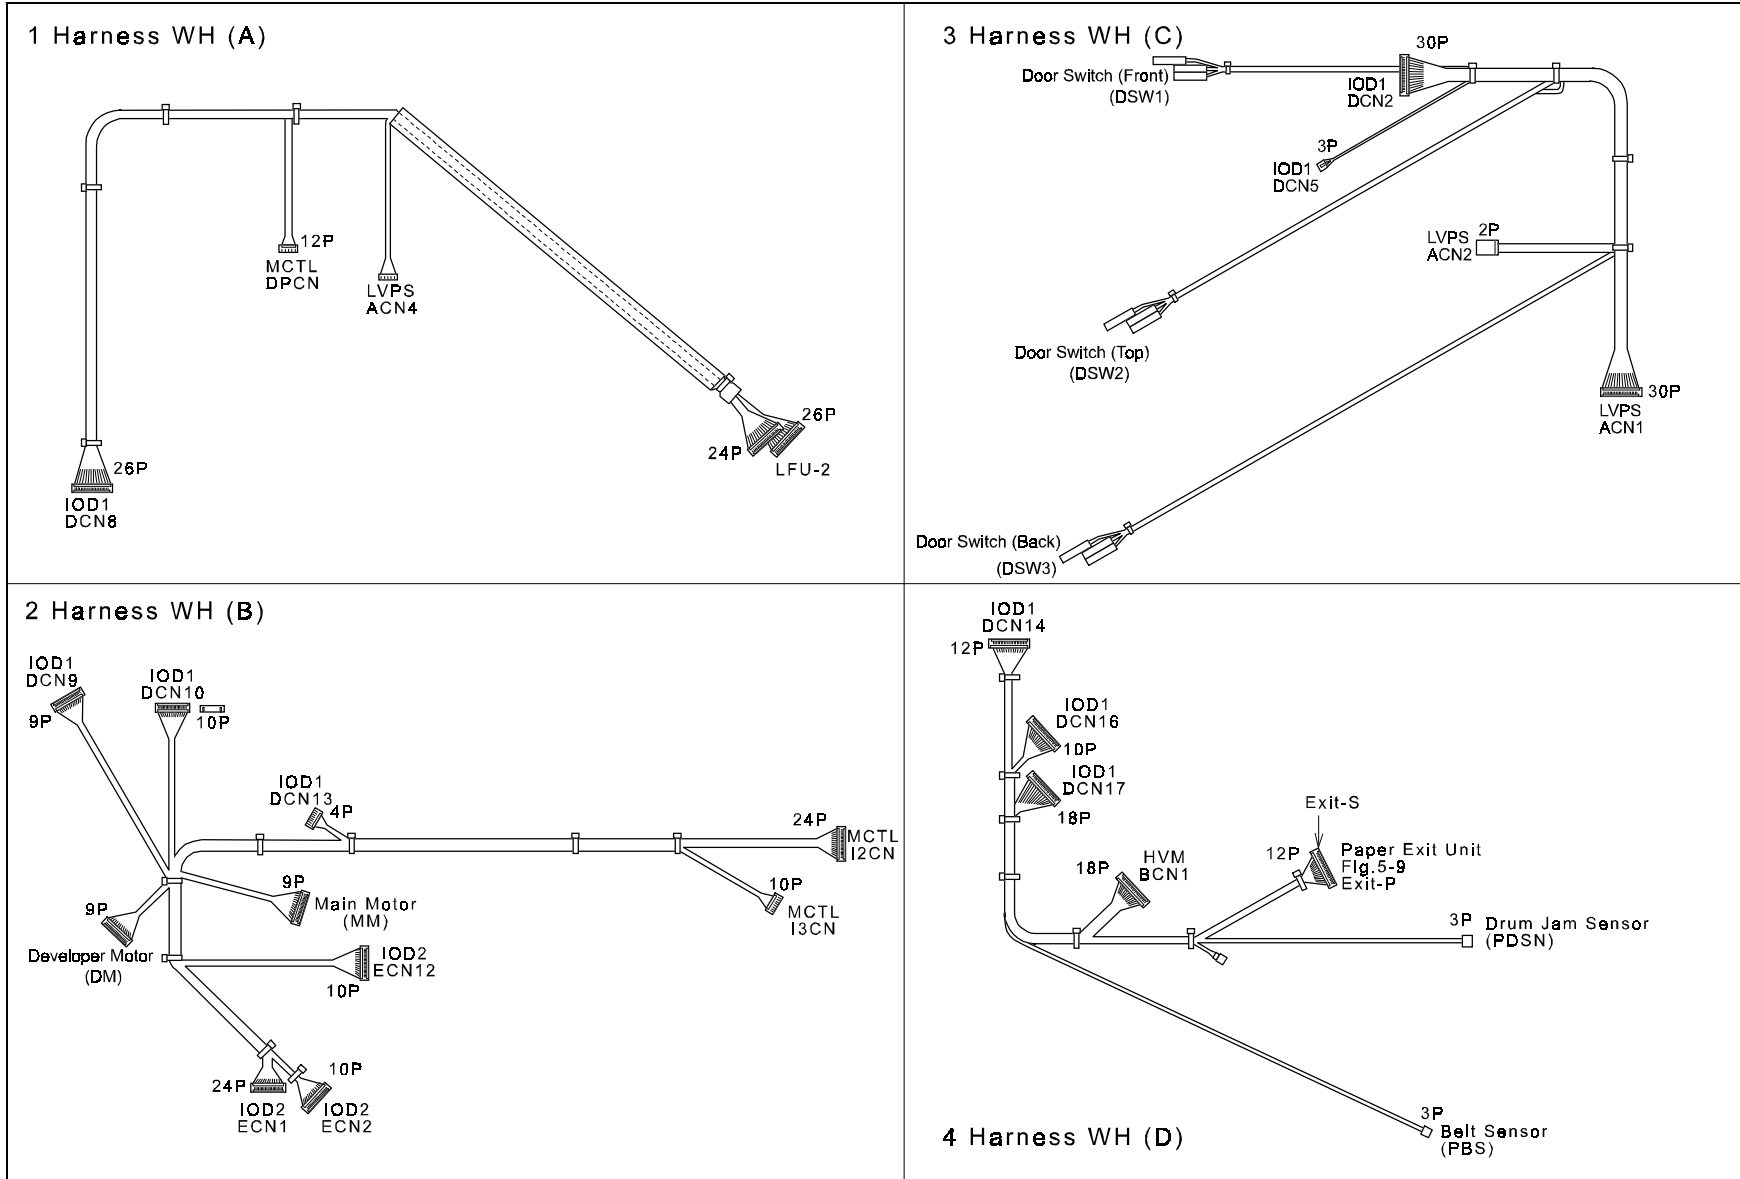 1 Harness WH (A)
12P
MCTL
DPCN
LVPS
ACN4
26P
IOD1
DCN8
26P
24P
LFU-2
3 Harness WH (C)
30P
Door Switch (Front)
(DSW1)
IOD1
DCN2
3P
IOD1
DCN5
2P
LVPS
ACN2
Door Switch (Top)
(DSW2)
30P
LVPS
ACN1
Door Switch (Back)
(DSW3)
2 Harness WH (B)
IOD1
DCN9
9P
IOD1
DCN10
10P
IOD1
DCN13
4P
24P
MCTL
I2CN
10P
MCTL
I3CN
9P
Main Motor
(MM)
9P
Developer Motor
(DM)
IOD2
ECN12
10P
24P
IOD2
ECN1
10P
IOD2
ECN2
IOD1
DCN14
12P
IOD1
DCN16
10P
IOD1
DCN17
18P
Exit-S
18P
HVM
BCN1
12P
Paper Exit Unit
FIg.5-9
Exit-P
3P
Drum Jam Sensor
(PDSN)
3P
Belt Sensor
(PBS)
4 Harness WH (D)